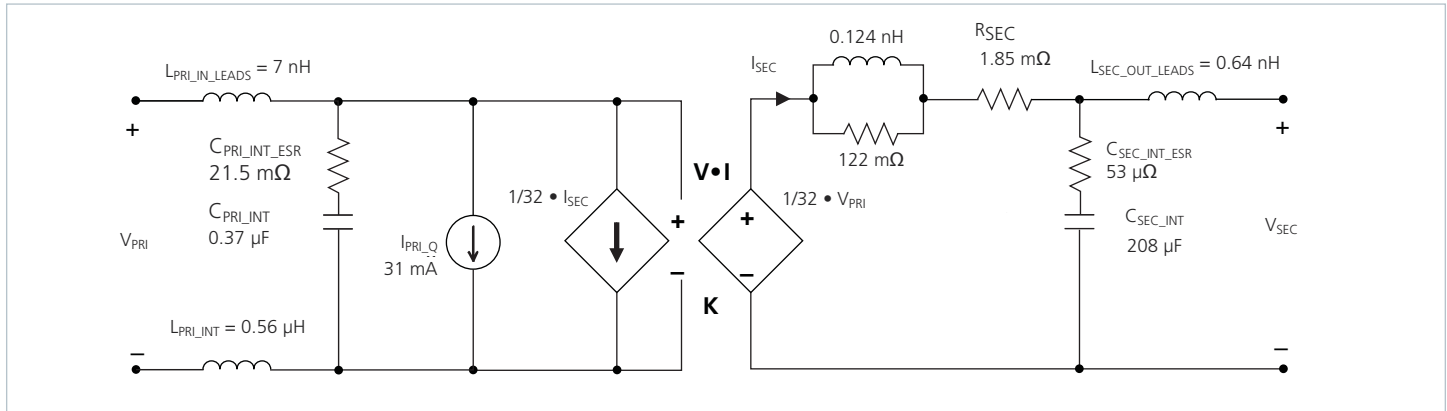 L_PRI_IN_LEADS = 7 nH
+
C_PRI_INT_ESR
21.5 mΩ
C_PRI_INT
0.37 µF
V_PRI
L_PRI_INT = 0.56 µH
−
I_PRI_Q
31 mA
1/32 • I_SEC
+
−
V•I
K
1/32 • V_PRI
+
−
I_SEC
0.124 nH
122 mΩ
R_SEC
1.85 mΩ
L_SEC_OUT_LEADS = 0.64 nH
+
C_SEC_INT_ESR
53 µΩ
C_SEC_INT
208 µF
V_SEC
−